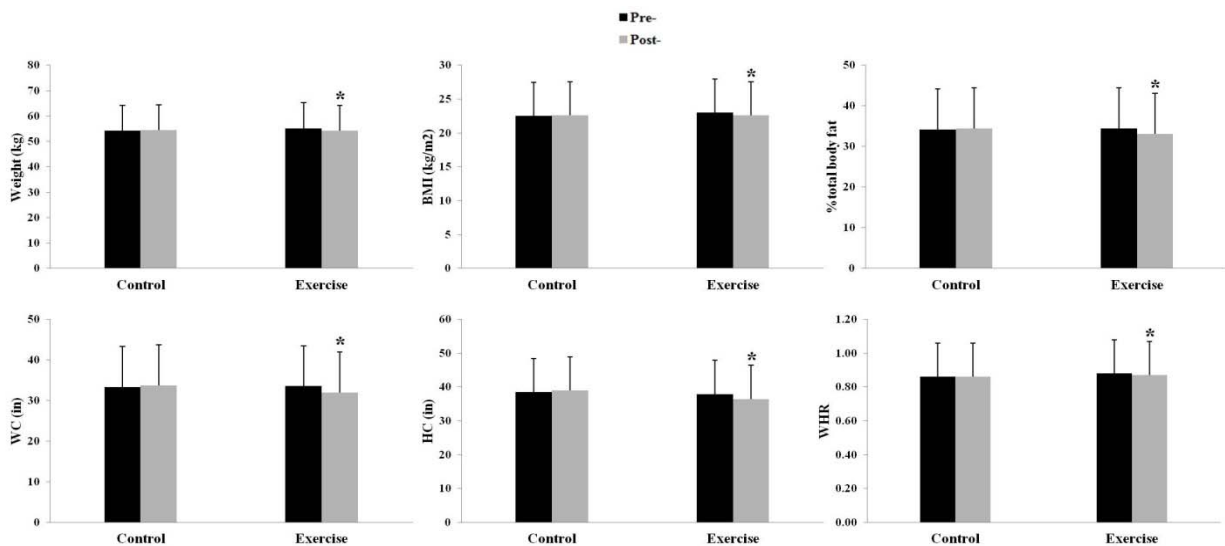 Pre-
Post-
Weight (kg)
80
70
60
50
40
30
20
10
0
*
Control
Exercise
BMI (kg/m2)
30
25
20
15
10
5
0
*
Control
Exercise
%total body fat
50
40
30
20
10
0
*
Control
Exercise
WC (in)
50
40
30
20
10
0
*
Control
Exercise
HC (in)
60
50
40
30
20
10
0
*
Control
Exercise
WHR
1.20
1.00
0.80
0.60
0.40
0.20
0.00
*
Control
Exercise